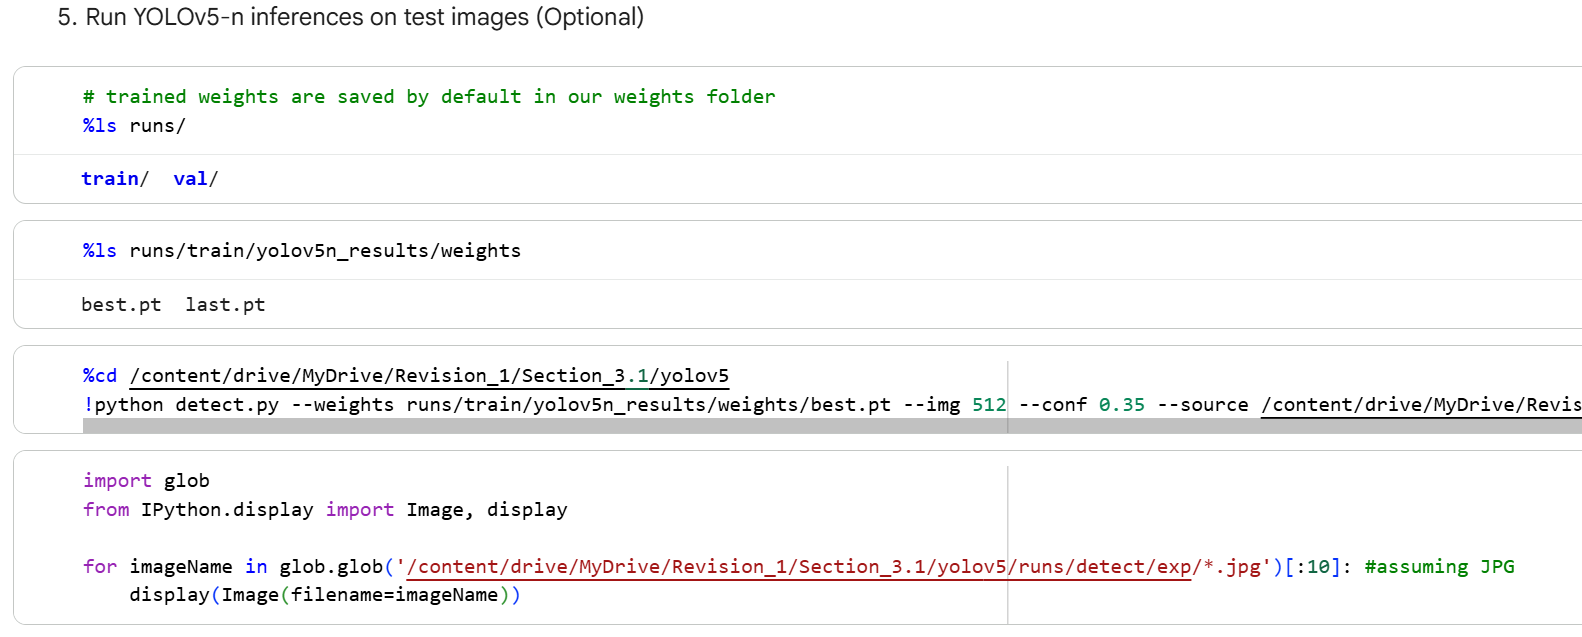 5. Run YOLOv5-n inferences on test images (Optional)
# trained weights are saved by default in our weights folder
%ls runs/
train/  val/
%ls runs/train/yolov5n_results/weights
best.pt  last.pt
%cd /content/drive/MyDrive/Revision_1/Section_3.1/yolov5
!python detect.py --weights runs/train/yolov5n_results/weights/best.pt --img 512 --conf 0.35 --source /content/drive/MyDrive/Revis
import glob
from IPython.display import Image, display
for imageName in glob.glob('/content/drive/MyDrive/Revision_1/Section_3.1/yolov5/runs/detect/exp/*.jpg')[:10]: #assuming JPG
    display(Image(filename=imageName))